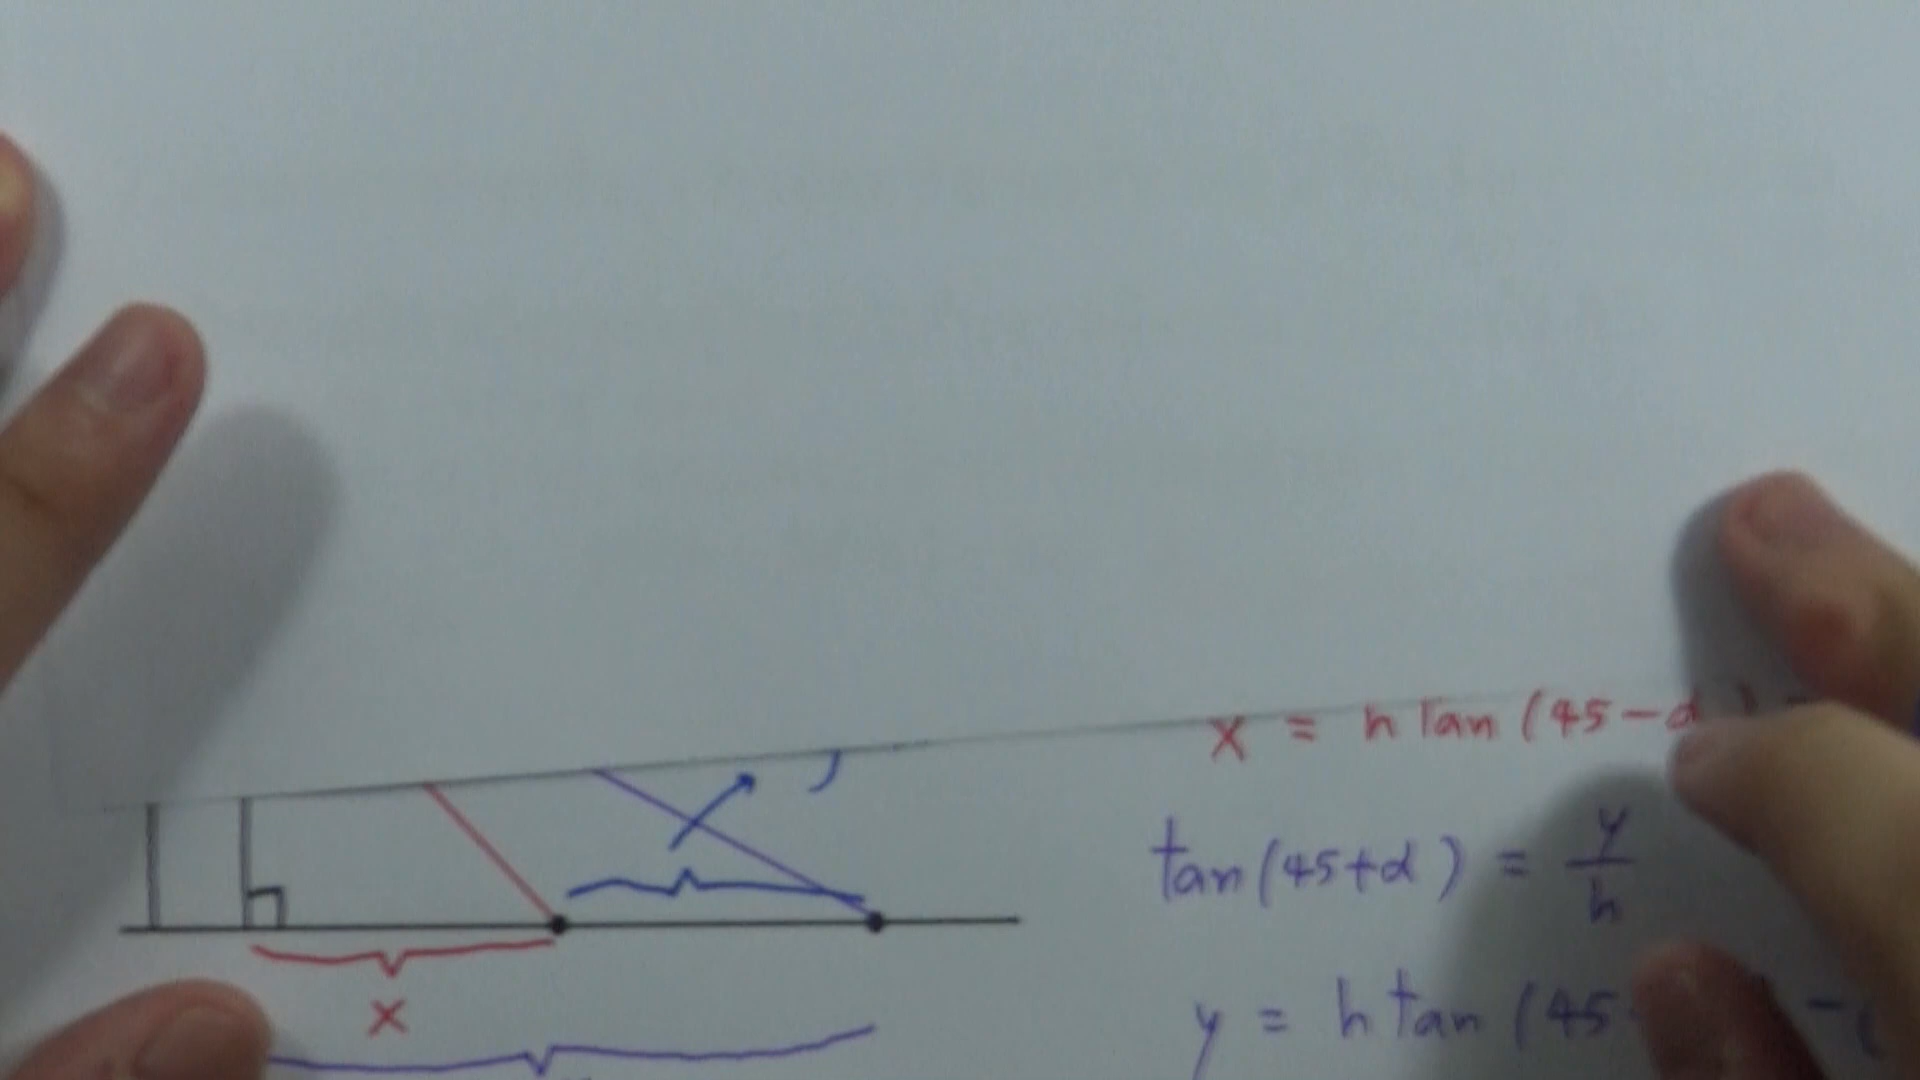 x = h tan (45 – α
tan (45 + α) = y/h
x
y = h tan (45